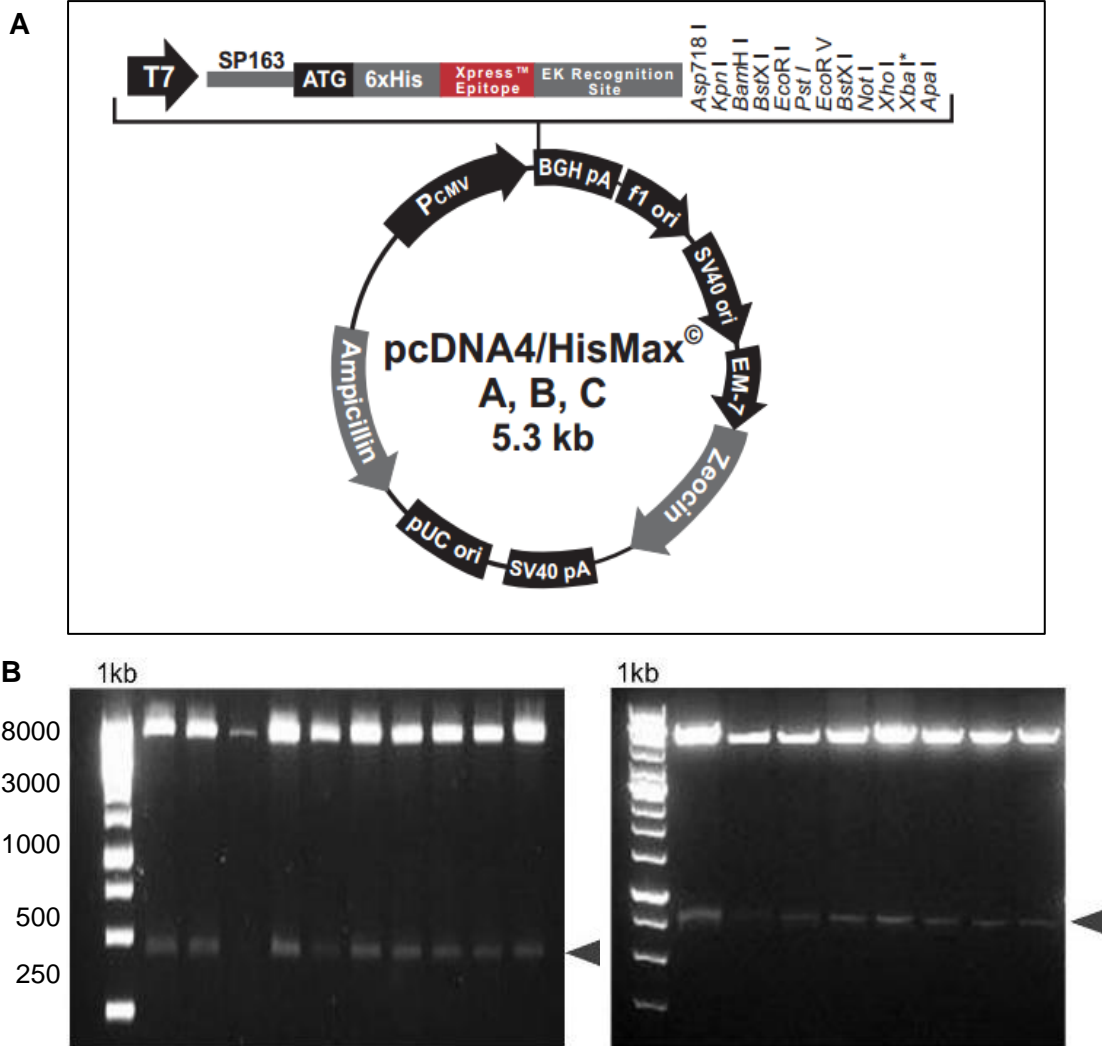 A
T7
SP163
ATG
6xHis
Xpress™
Epitope
EK Recognition
Site
Asp718 I
Kpn I
BamH I
BstX I
EcoR I
Pst I
EcoR V
BstX I
Not I
Xho I
Xba I*
Apa I
PCMV
BGH pA
f1 ori
SV40 ori
EM-7
Zeocin
SV40 pA
pUC ori
Ampicillin
pcDNA4/HisMax©
A, B, C
5.3 kb
B
1kb
1kb
8000
3000
1000
500
250